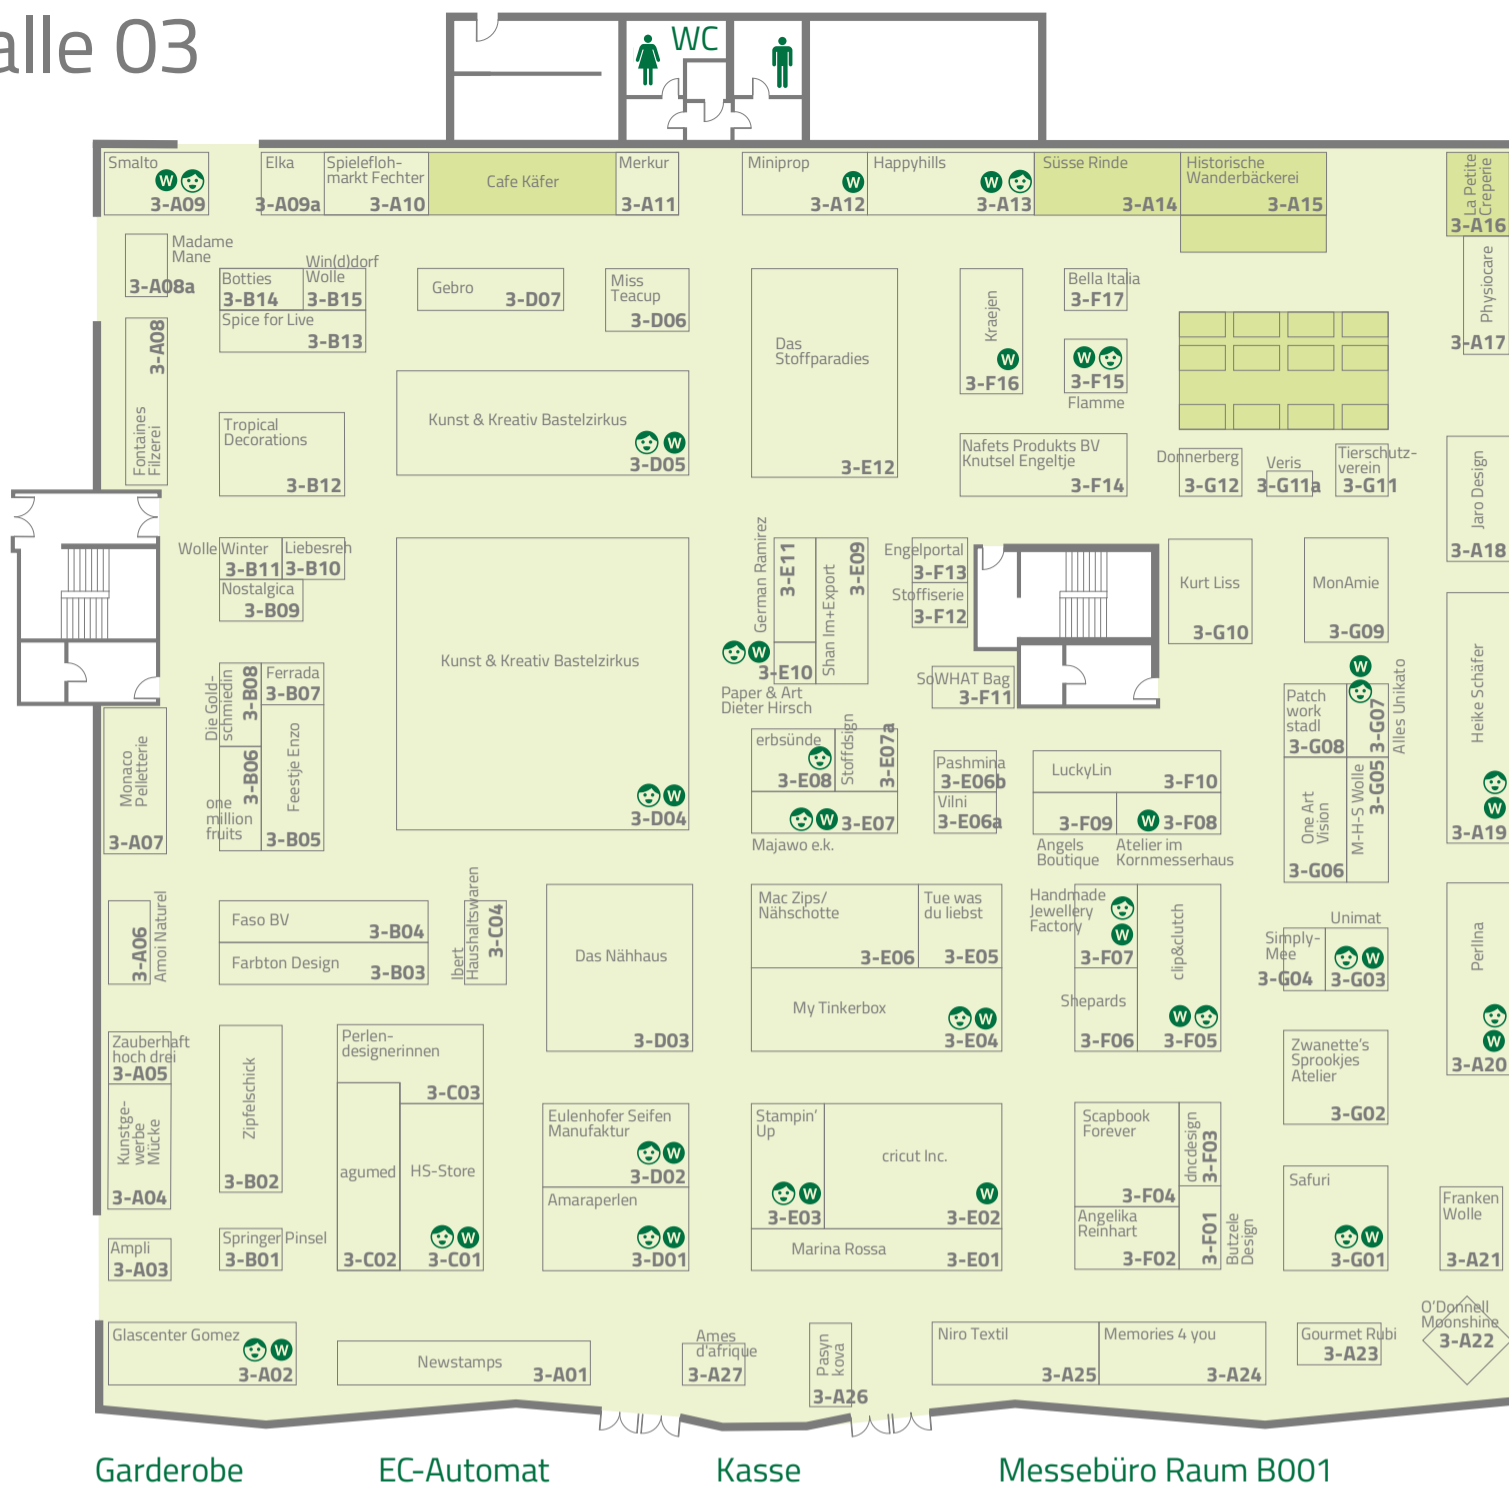 alle 03
WC
Smalto
W
3-A09
Elka
3-A09a
Spielefloh-
markt Fechter
3-A10
Cafe Käfer
Merkur
3-A11
Miniprop
W
3-A12
Happyhills
W
3-A13
Süsse Rinde
3-A14
Historische
Wanderbäckerei
3-A15
La Petite
Creperie
3-A16
Madame
Mane
3-A08a
Botties
3-B14
Win(d)dorf
Wolle
3-B15
Spice for Live
3-B13
Gebro
3-D07
Miss
Teacup
3-D06
Das
Stoffparadies
3-E12
Kraejen
W
3-F16
Bella Italia
3-F17
W
3-F15
Flamme
Physiocare
3-A17
3-A08
Fontaines
Filzerei
Tropical
Decorations
3-B12
Kunst & Kreativ Bastelzirkus
W
3-D05
Nafets Produkts BV
Knutsel Engeltje
3-F14
Donnerberg
3-G12
Veris
3-G11a
Tierschutz-
verein
3-G11
Jaro Design
3-A18
Wolle Winter
3-B11
Liebesreh
3-B10
Nostalgica
3-B09
Kunst & Kreativ Bastelzirkus
W
3-D04
German Ramirez
3-E11
Shan Im+Export
3-E09
W
3-E10
Paper & Art
Dieter Hirsch
Engelportal
3-F13
Stoffiserie
3-F12
SoWHAT Bag
3-F11
Kurt Liss
3-G10
MonAmie
3-G09
Heike Schäfer
W
3-A19
Die Gold-
schmiedin
3-B08
Ferrada
3-B07
3-B06
one
million
fruits
Feestje Enzo
3-B05
Monaco
Pelletterie
3-A07
erbsünde
3-E08
Stoffdsign
3-E07a
W
3-E07
Majawo e.k.
Pashmina
3-E06b
Vilni
3-E06a
LuckyLin
3-F10
3-F09
Angels
Boutique
W
3-F08
Atelier im
Kornmesserhaus
Patch
work
stadl
3-G08
W
3-G07
Alles Unikato
One Art
Vision
3-G06
M-H-S Wolle
3-G05
3-A06
Amoi Naturel
Faso BV
3-B04
Farbton Design
3-B03
Ibert
Haushaltswaren
3-C04
Das Nähhaus
3-D03
Mac Zips/
Nähschotte
3-E06
Tue was
du liebst
3-E05
My Tinkerbox
W
3-E04
Handmade
Jewellery
Factory
W
3-F07
clip&clutch
W
3-F05
Shepards
3-F06
Simply-
Mee
3-G04
Unimat
W
3-G03
Perllna
W
3-A20
Zauberhaft
hoch drei
3-A05
Kunstge-
werbe
Mücke
3-A04
Zipfelschick
3-B02
Perlen-
designerinnen
3-C03
agumed
3-C02
HS-Store
W
3-C01
Eulenhofer Seifen
Manufaktur
W
3-D02
Amaraperlen
W
3-D01
Stampin'
Up
W
3-E03
cricut Inc.
W
3-E02
Marina Rossa
3-E01
Scapbook
Forever
3-F04
dncdesign
3-F03
Angelika
Reinhart
3-F02
3-F01
Butzele
Design
Zwanette's
Sprookjes
Atelier
3-G02
Safuri
W
3-G01
Franken
Wolle
3-A21
Ampli
3-A03
Springer Pinsel
3-B01
Glascenter Gomez
W
3-A02
Newstamps
3-A01
Ames
d'afrique
3-A27
Pasyn
kova
3-A26
Niro Textil
3-A25
Memories 4 you
3-A24
Gourmet Rubi
3-A23
O'Donnell
Moonshine
3-A22
Garderobe
EC-Automat
Kasse
Messebüro Raum B001